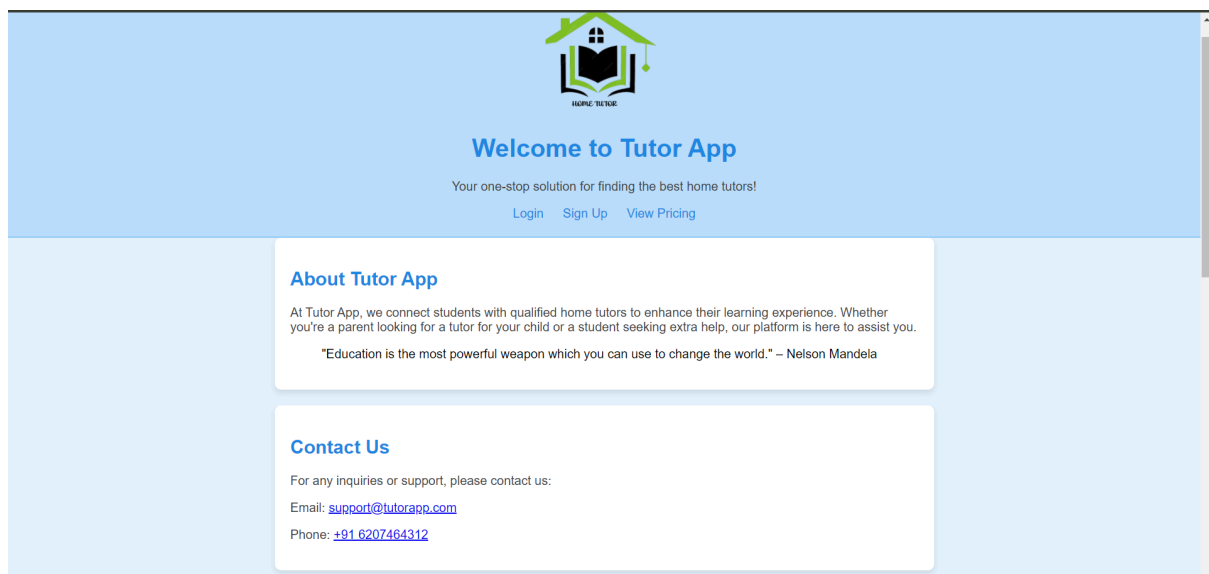 HOME TUTOR
Welcome to Tutor App
Your one-stop solution for finding the best home tutors!
Login Sign Up View Pricing
About Tutor App
At Tutor App, we connect students with qualified home tutors to enhance their learning experience. Whether
you're a parent looking for a tutor for your child or a student seeking extra help, our platform is here to assist you.
"Education is the most powerful weapon which you can use to change the world." – Nelson Mandela
Contact Us
For any inquiries or support, please contact us:
Email: support@tutorapp.com
Phone: +91 6207464312